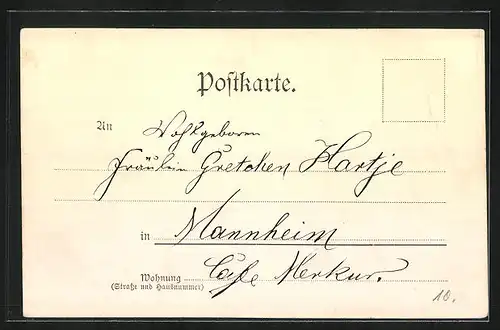 Postkarte.
An Wohlgeboren
Fräulein Gretchen Hartje
in Mannheim
Wohnung Cafe Merkur.
(Straße und Hausnummer)
10.